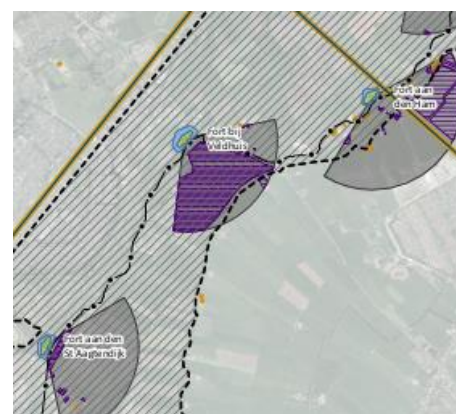 Fort aan
den Ham
Fort bij
Veldhuis
Fort aan den
St Aagtendijk